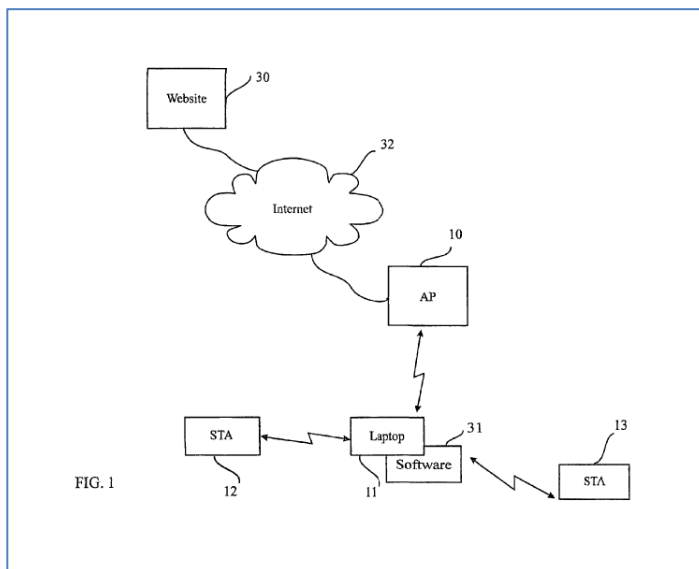 Website
30
32
Internet
10
AP
STA
12
Laptop
11
31
Software
13
STA
FIG. 1